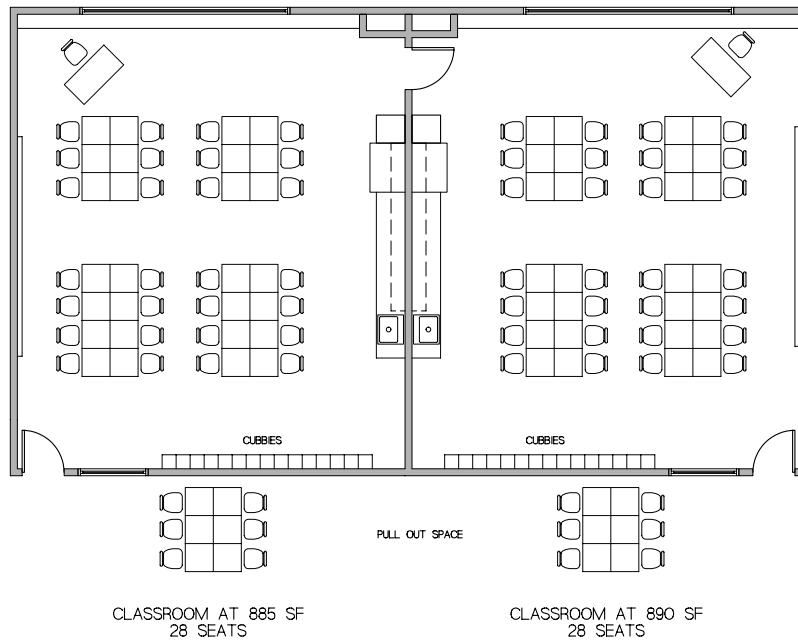 CUBBIES
CUBBIES
PULL OUT SPACE
CLASSROOM AT 885 SF
28 SEATS
CLASSROOM AT 890 SF
28 SEATS